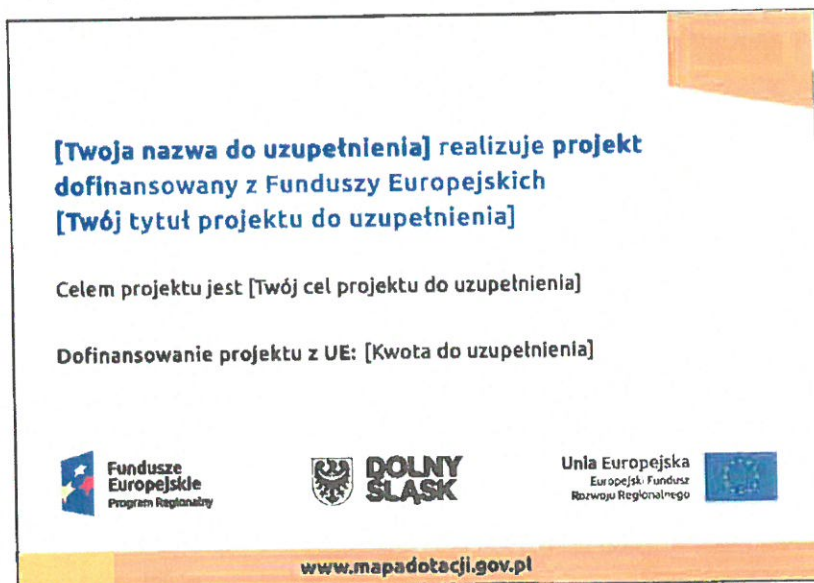 [Twoja nazwa do uzupełnienia] realizuje projekt
dofinansowany z Funduszy Europejskich
[Twój tytuł projektu do uzupełnienia]
Celem projektu jest [Twój cel projektu do uzupełnienia]
Dofinansowanie projektu z UE: [Kwota do uzupełnienia]
Fundusze
Europejskie
Program Regionalny
DOLNY
ŚLĄSK
Unia Europejska
Europejski Fundusz
Rozwoju Regionalnego
www.mapadotacji.gov.pl